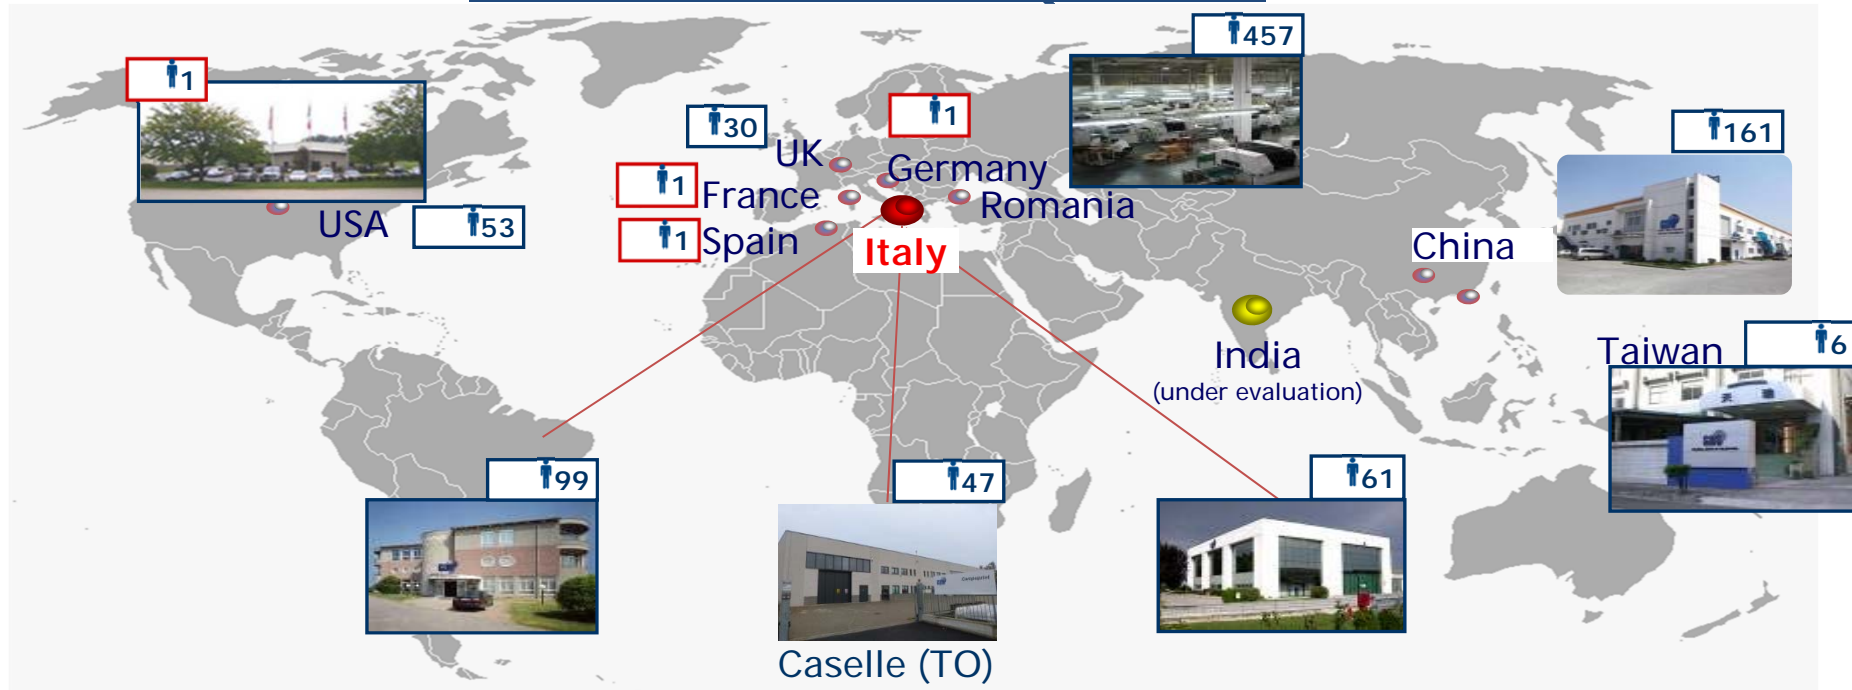 457
1
1
30
161
UK
Germany
1
France
Romania
USA
53
1
Spain
Italy
China
India
(under evaluation)
Taiwan
6
99
47
61
Caselle (TO)